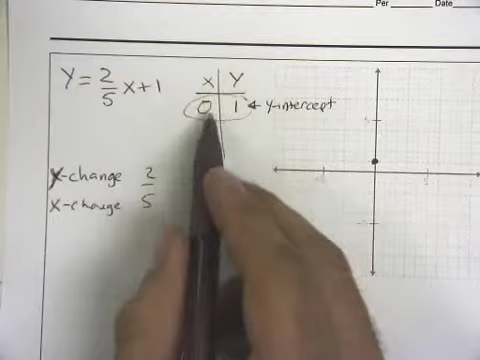 Per Date
y = 2/5 x + 1
X Y
0 1 ← y-intercept
y-change 2
x-change 5